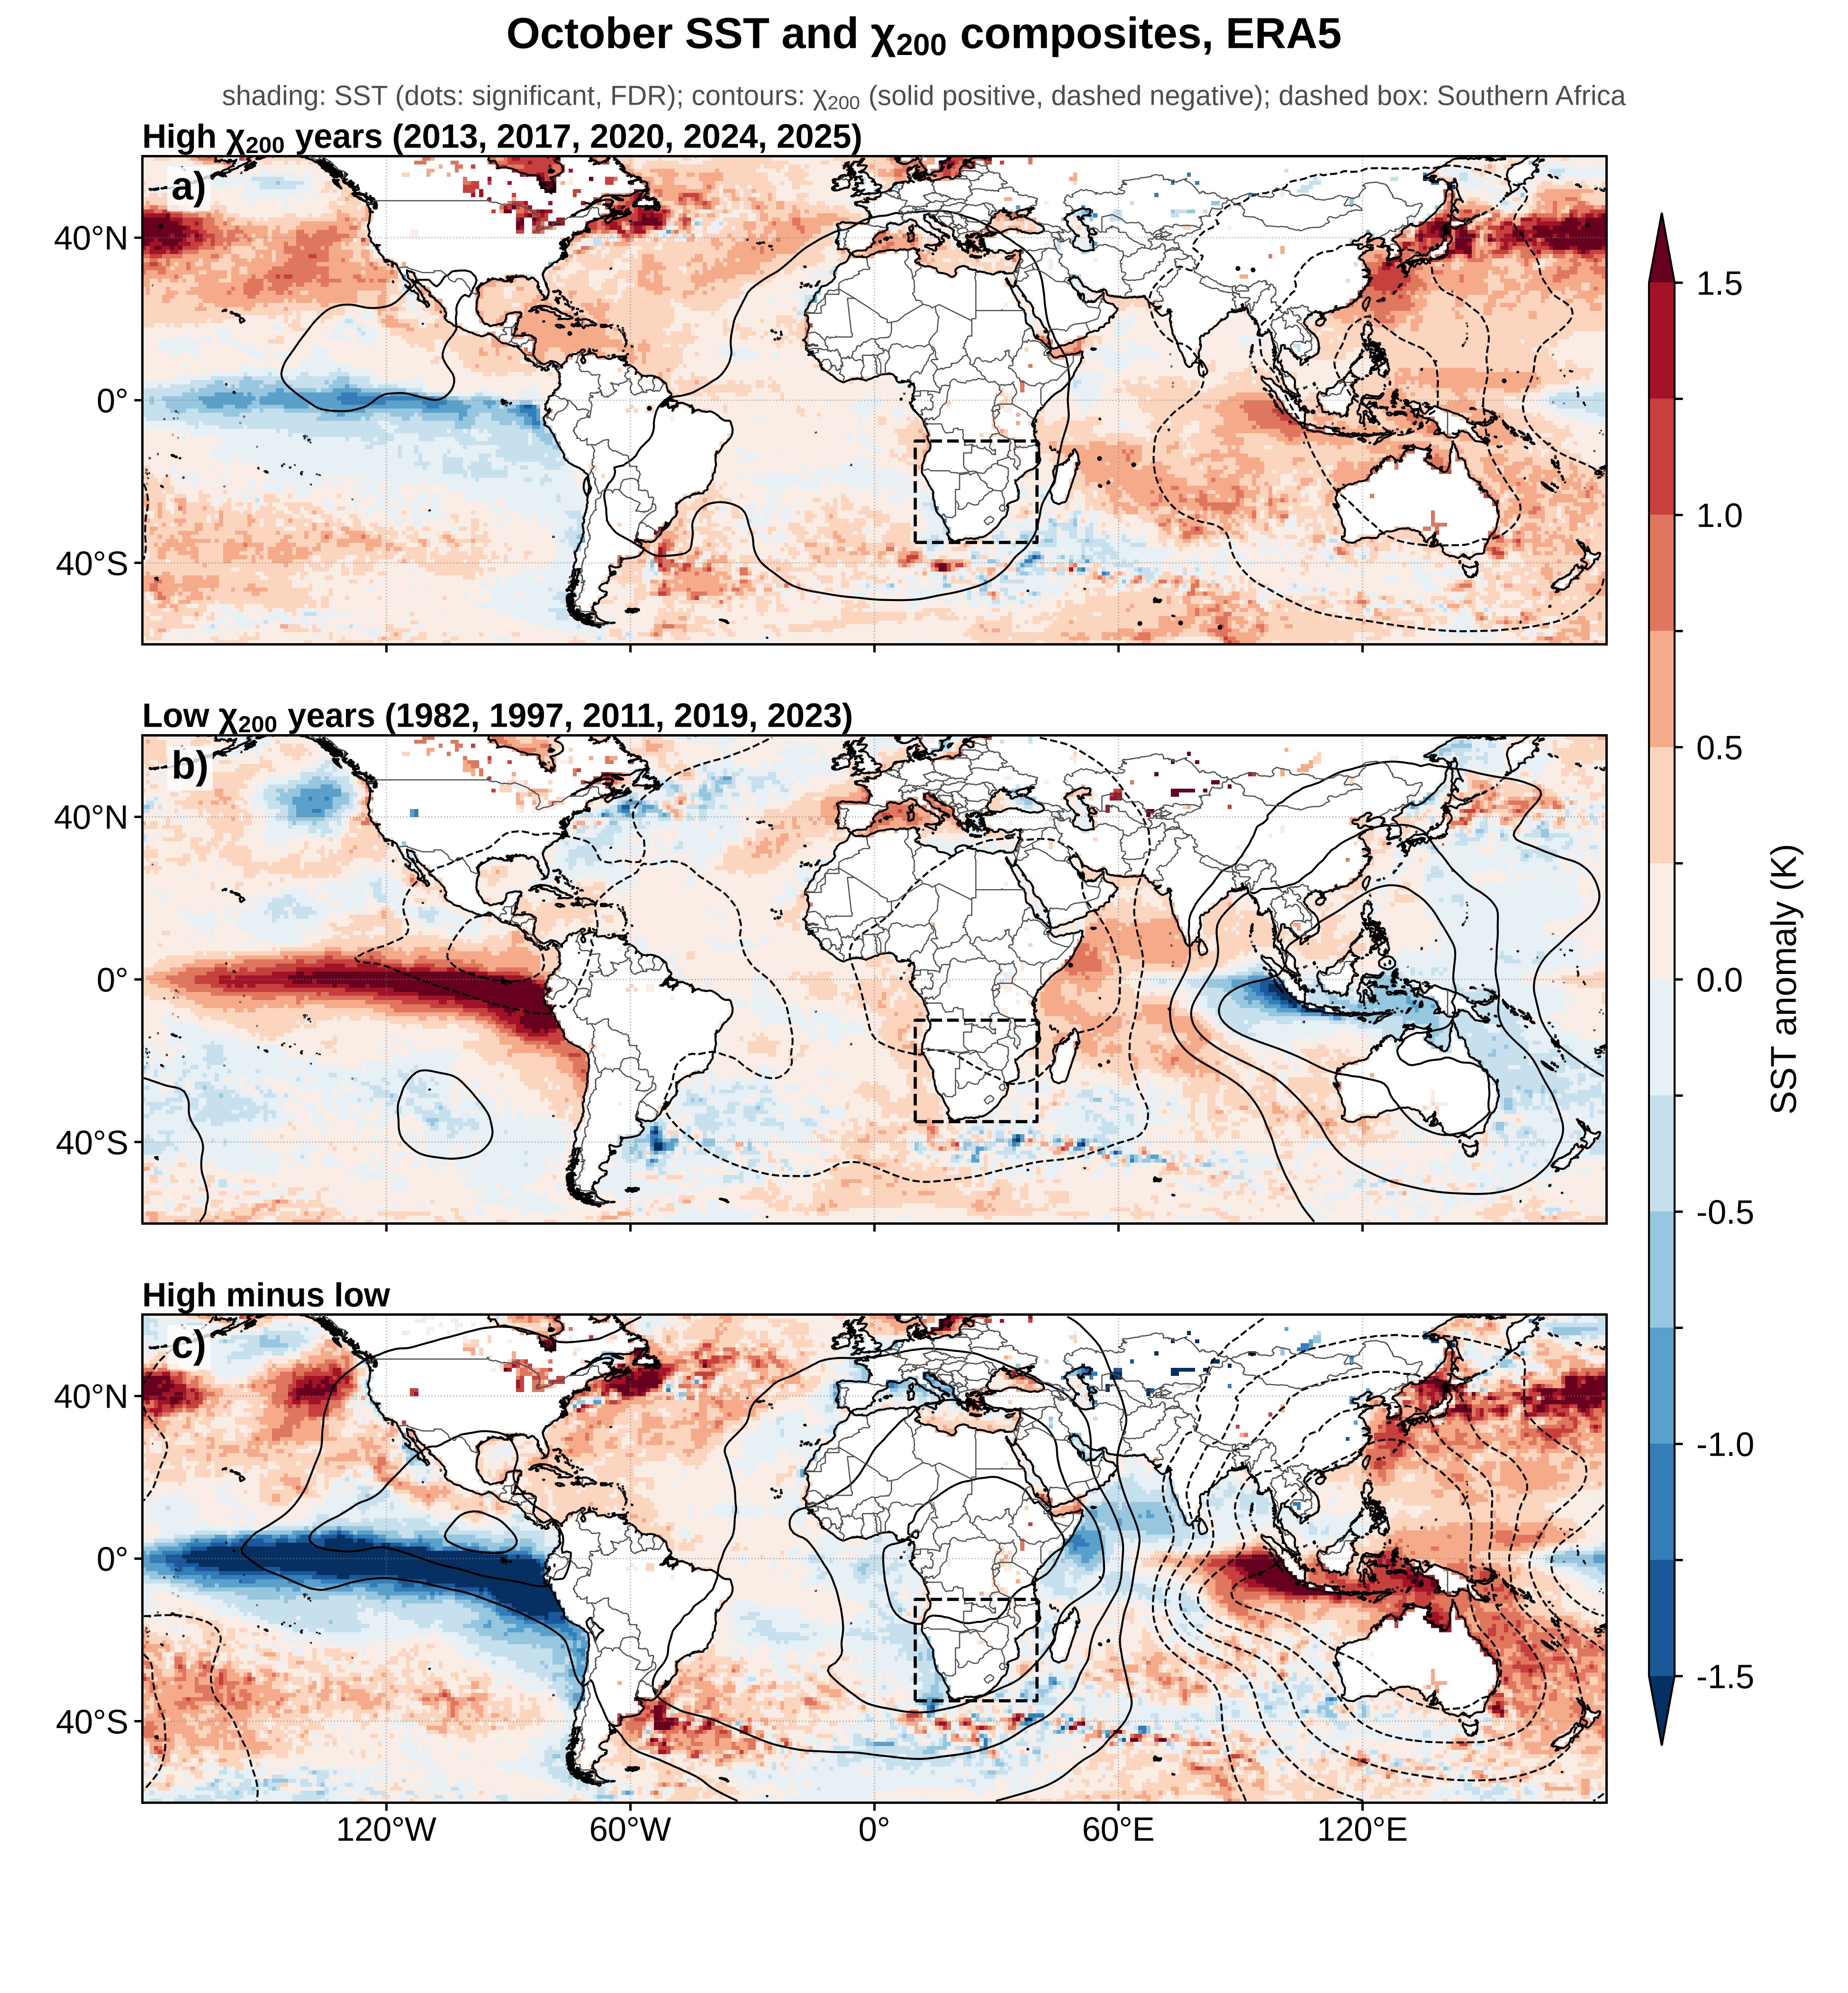 October SST and χ₂₀₀ composites, ERA5
shading: SST (dots: significant, FDR); contours: χ₂₀₀ (solid positive, dashed negative); dashed box: Southern Africa
High χ₂₀₀ years (2013, 2017, 2020, 2024, 2025)
a)
40°N
0°
40°S
Low χ₂₀₀ years (1982, 1997, 2011, 2019, 2023)
b)
40°N
0°
40°S
High minus low
c)
40°N
0°
40°S
120°W
60°W
0°
60°E
120°E
1.5
1.0
0.5
0.0
-0.5
-1.0
-1.5
SST anomaly (K)